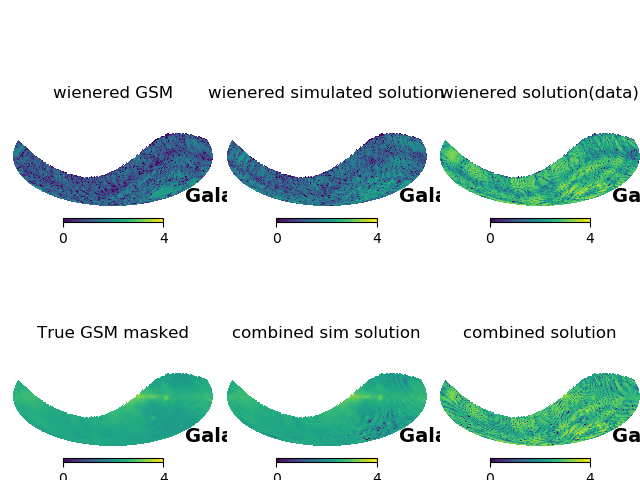 wienered GSM wienered simulated solution wienered solution(data)
Gala Gala Ga
0 4 0 4 0 4
True GSM masked combined sim solution combined solution
Gala Gala Ga
0 4 0 4 0 4